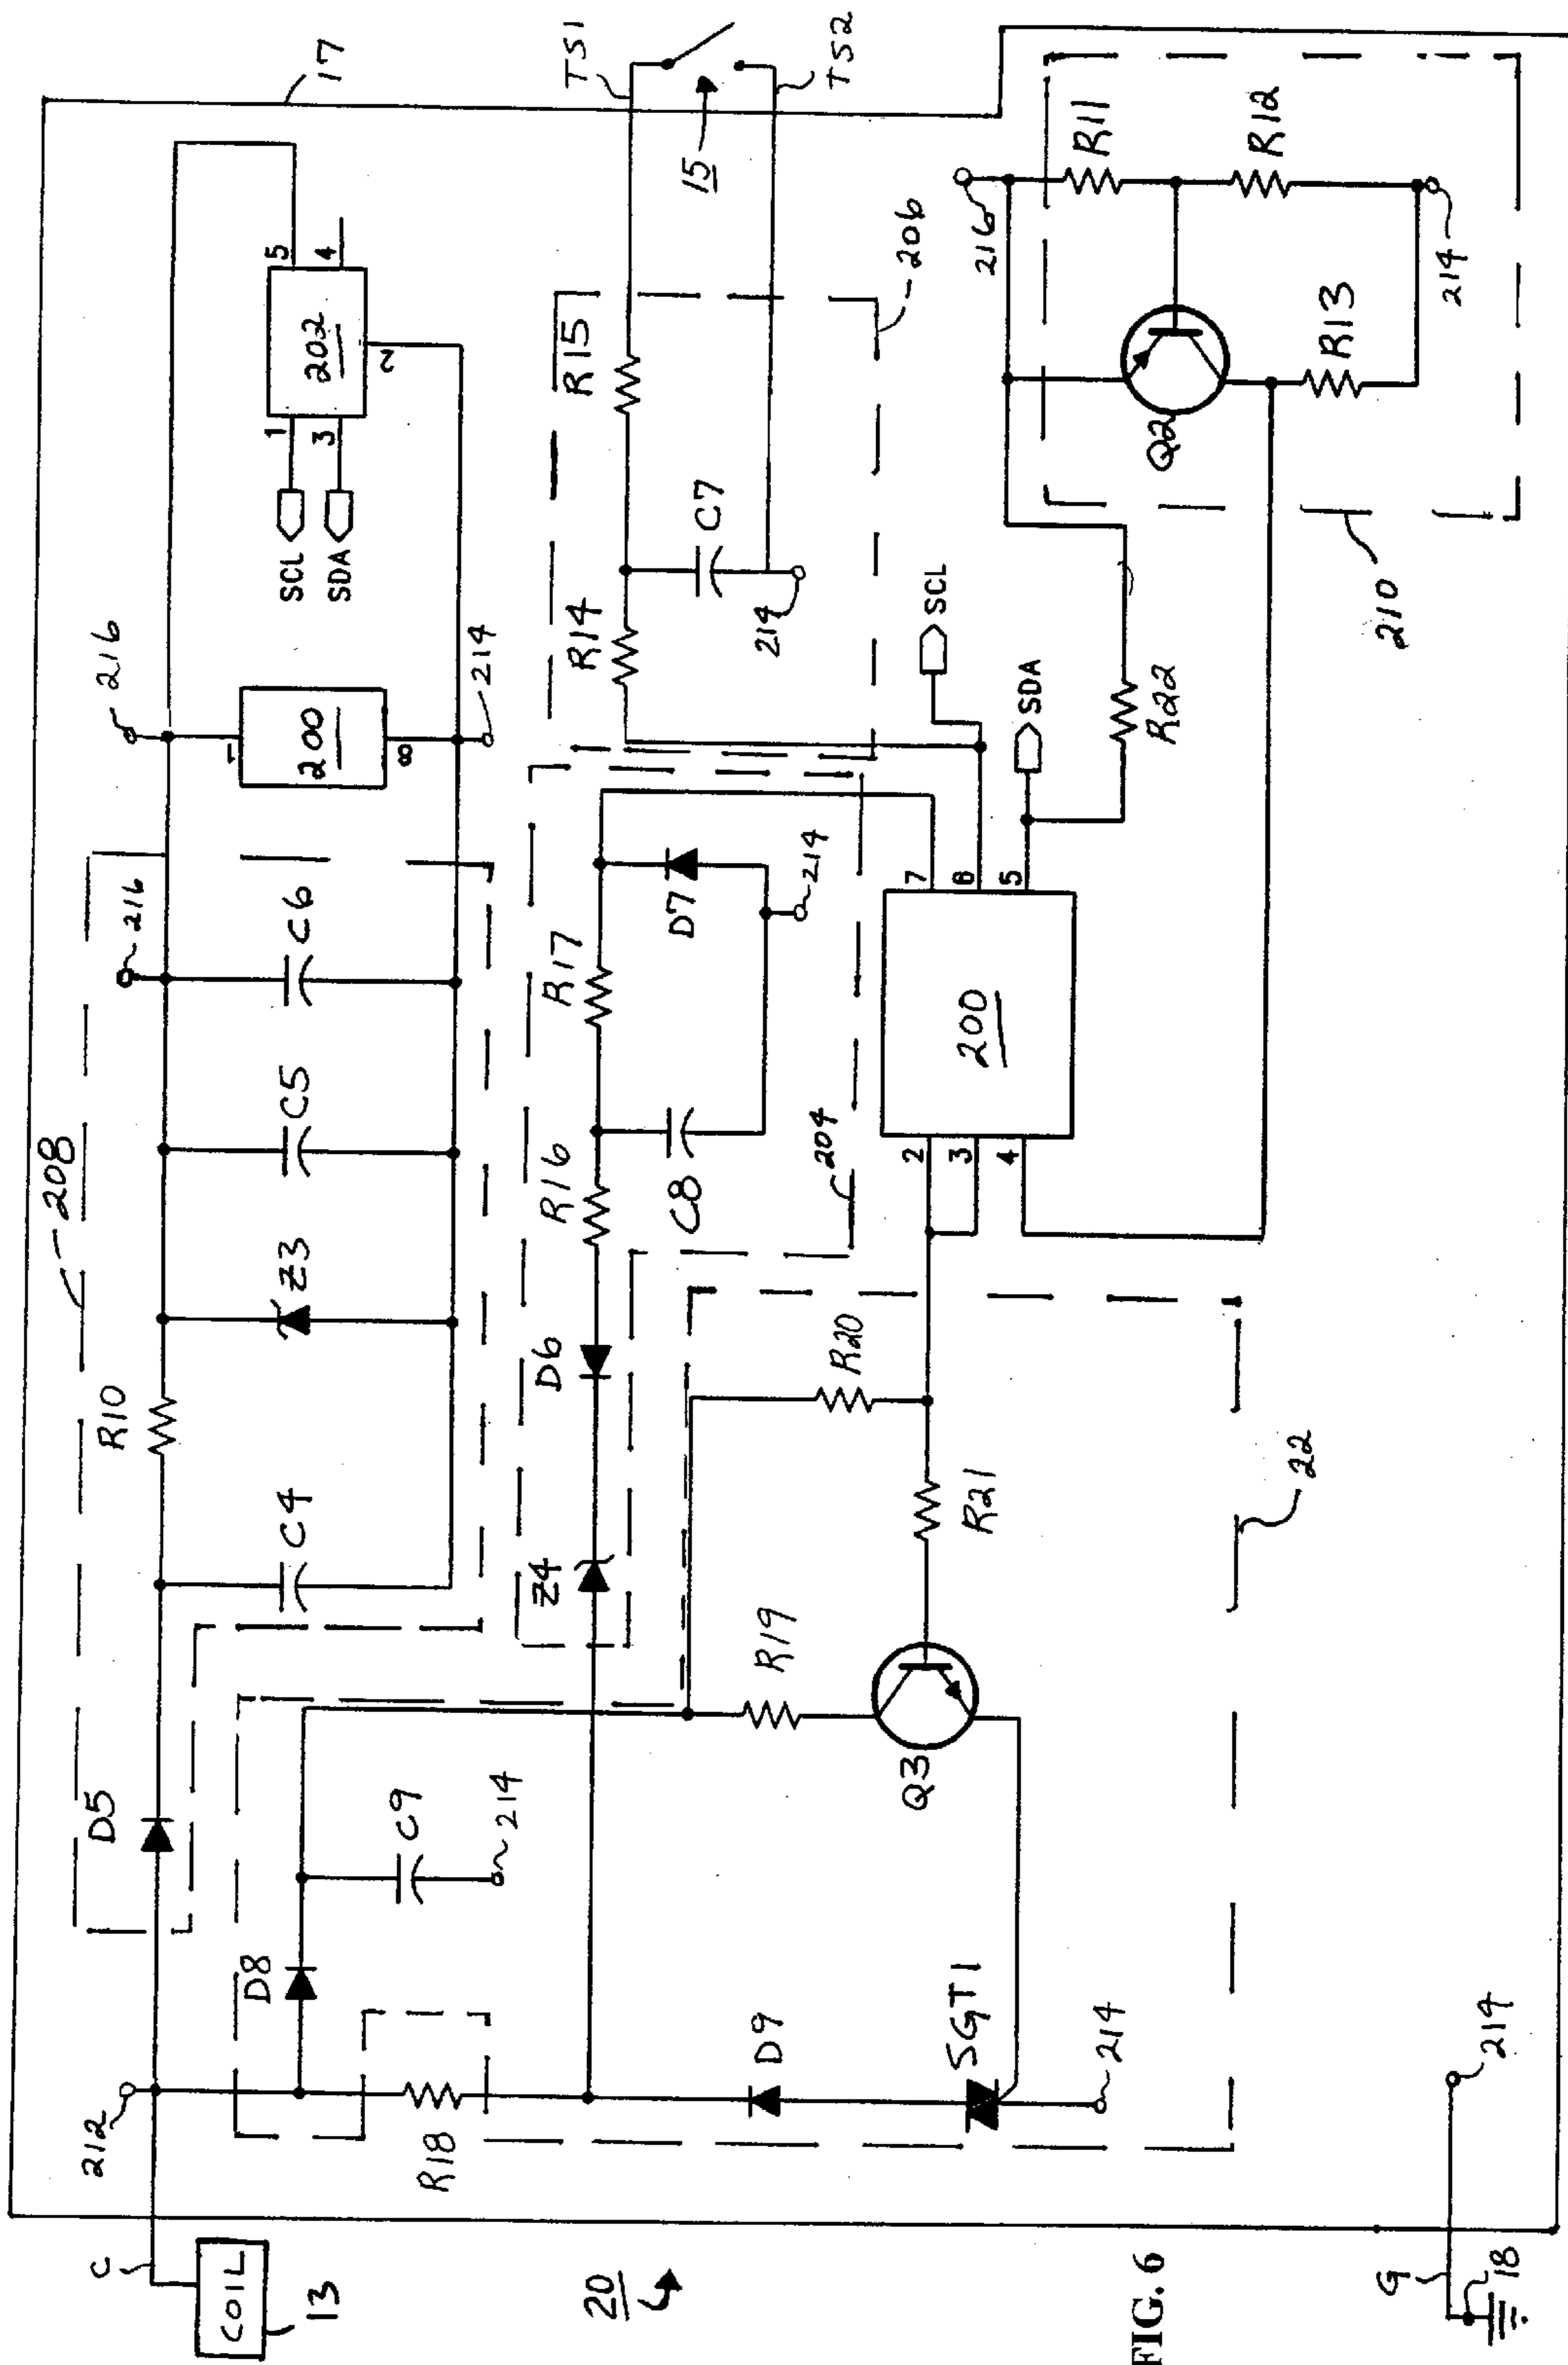 17
TS1
15
TS2
208
216
202
5
4
1
3
2
SCL
SDA
200
1
8
214
216
C6
C5
Z3
R10
C4
D5
206
R15
R14
C7
214
204
R17
D7
214
R16
C8
D6
Z4
216
R11
R12
Q2
R13
214
210
R22
SCL
SDA
200
7
6
5
2
3
4
22
R20
R21
R19
Q3
D8
C9
214
212
R18
D9
SGT1
214
C
COIL
13
20
G
18
214
FIG. 6